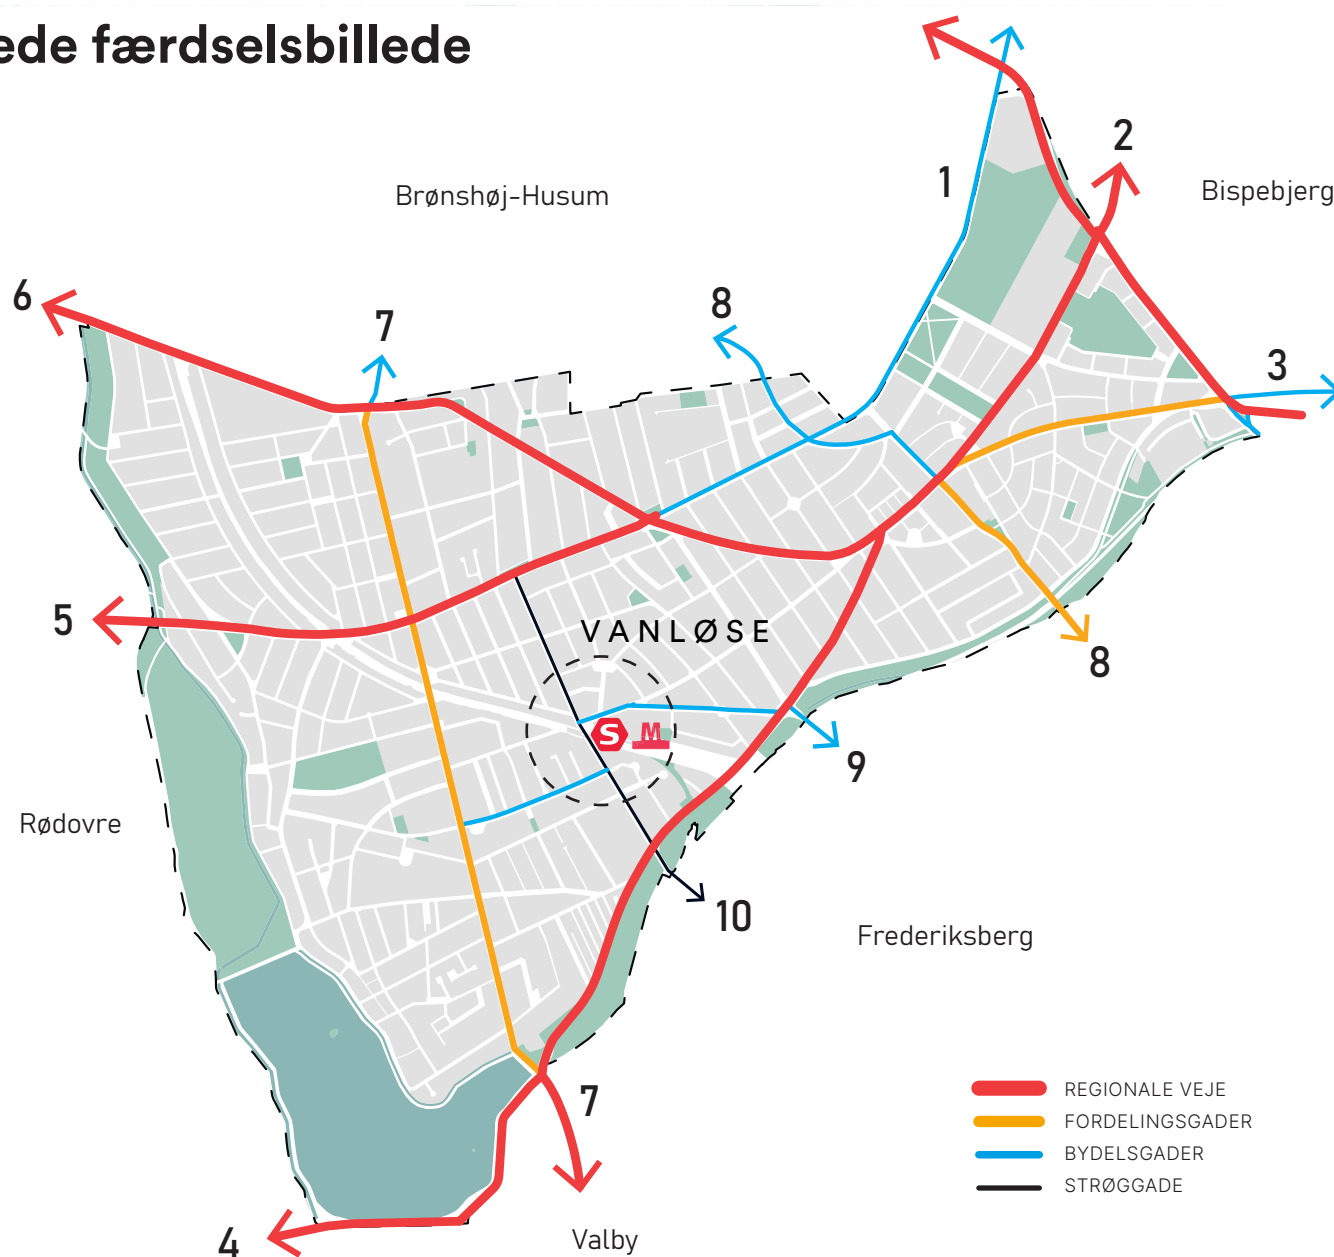 ede færdselsbillede
2
1
Brønshøj-Husum
Bispebjerg
6
7
8
3
5
VANLØSE
8
S
M
9
Rødovre
10
Frederiksberg
7
REGIONALE VEJE
FORDELINGSGADER
BYDELSGADER
STRØGGADE
4
Valby